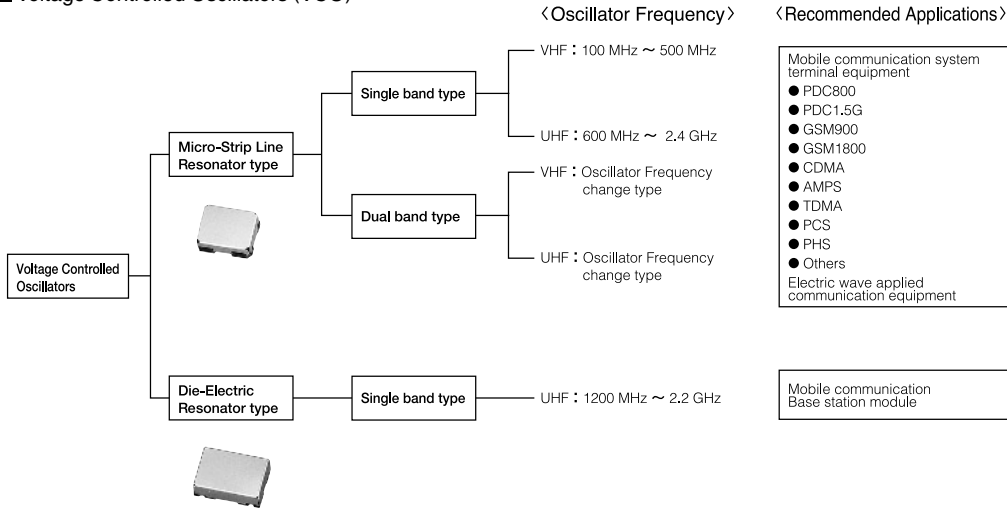 Voltage Controlled Oscillators (VCO)
〈Oscillator Frequency〉
〈Recommended Applications〉
Voltage Controlled
Oscillators
Micro-Strip Line
Resonator type
Single band type
VHF : 100 MHz ～ 500 MHz
UHF : 600 MHz ～ 2.4 GHz
Dual band type
VHF : Oscillator Frequency
change type
UHF : Oscillator Frequency
change type
Mobile communication system
terminal equipment
● PDC800
● PDC1.5G
● GSM900
● GSM1800
● CDMA
● AMPS
● TDMA
● PCS
● PHS
● Others
Electric wave applied
communication equipment
Die-Electric
Resonator type
Single band type
UHF : 1200 MHz ～ 2.2 GHz
Mobile communication
Base station module